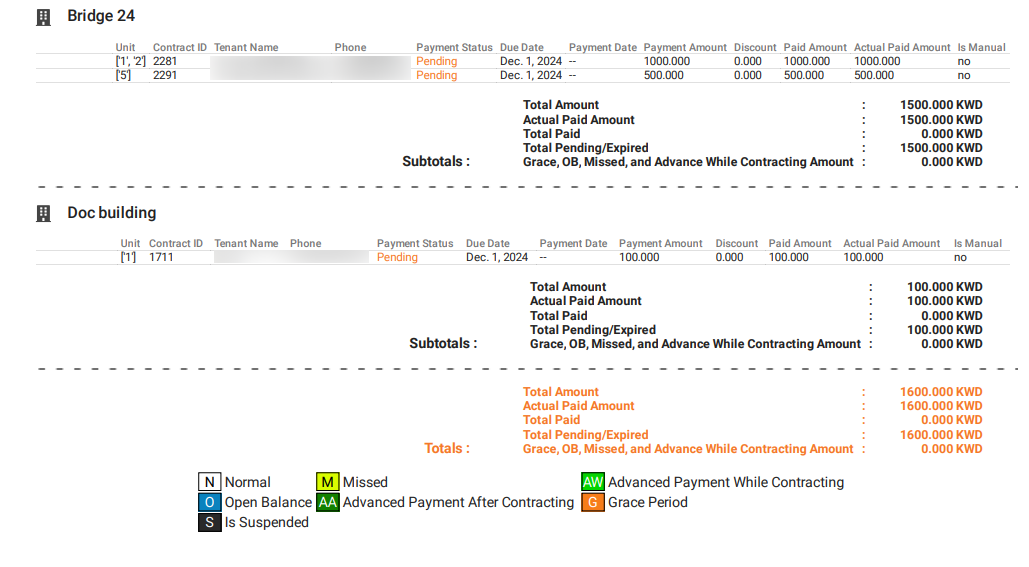 Bridge 24
Unit Contract ID Tenant Name Phone Payment Status Due Date Payment Date Payment Amount Discount Paid Amount Actual Paid Amount Is Manual
['1', '2'] 2281 Pending Dec. 1, 2024 -- 1000.000 0.000 1000.000 1000.000 no
['5'] 2291 Pending Dec. 1, 2024 -- 500.000 0.000 500.000 500.000 no
Total Amount : 1500.000 KWD
Actual Paid Amount : 1500.000 KWD
Total Paid : 0.000 KWD
Total Pending/Expired : 1500.000 KWD
Subtotals : Grace, OB, Missed, and Advance While Contracting Amount : 0.000 KWD
Doc building
Unit Contract ID Tenant Name Phone Payment Status Due Date Payment Date Payment Amount Discount Paid Amount Actual Paid Amount Is Manual
['1'] 1711 Pending Dec. 1, 2024 -- 100.000 0.000 100.000 100.000 no
Total Amount : 100.000 KWD
Actual Paid Amount : 100.000 KWD
Total Paid : 0.000 KWD
Total Pending/Expired : 100.000 KWD
Subtotals : Grace, OB, Missed, and Advance While Contracting Amount : 0.000 KWD
Total Amount : 1600.000 KWD
Actual Paid Amount : 1600.000 KWD
Total Paid : 0.000 KWD
Total Pending/Expired : 1600.000 KWD
Totals : Grace, OB, Missed, and Advance While Contracting Amount : 0.000 KWD
N Normal M Missed AW Advanced Payment While Contracting
O Open Balance AA Advanced Payment After Contracting G Grace Period
S Is Suspended